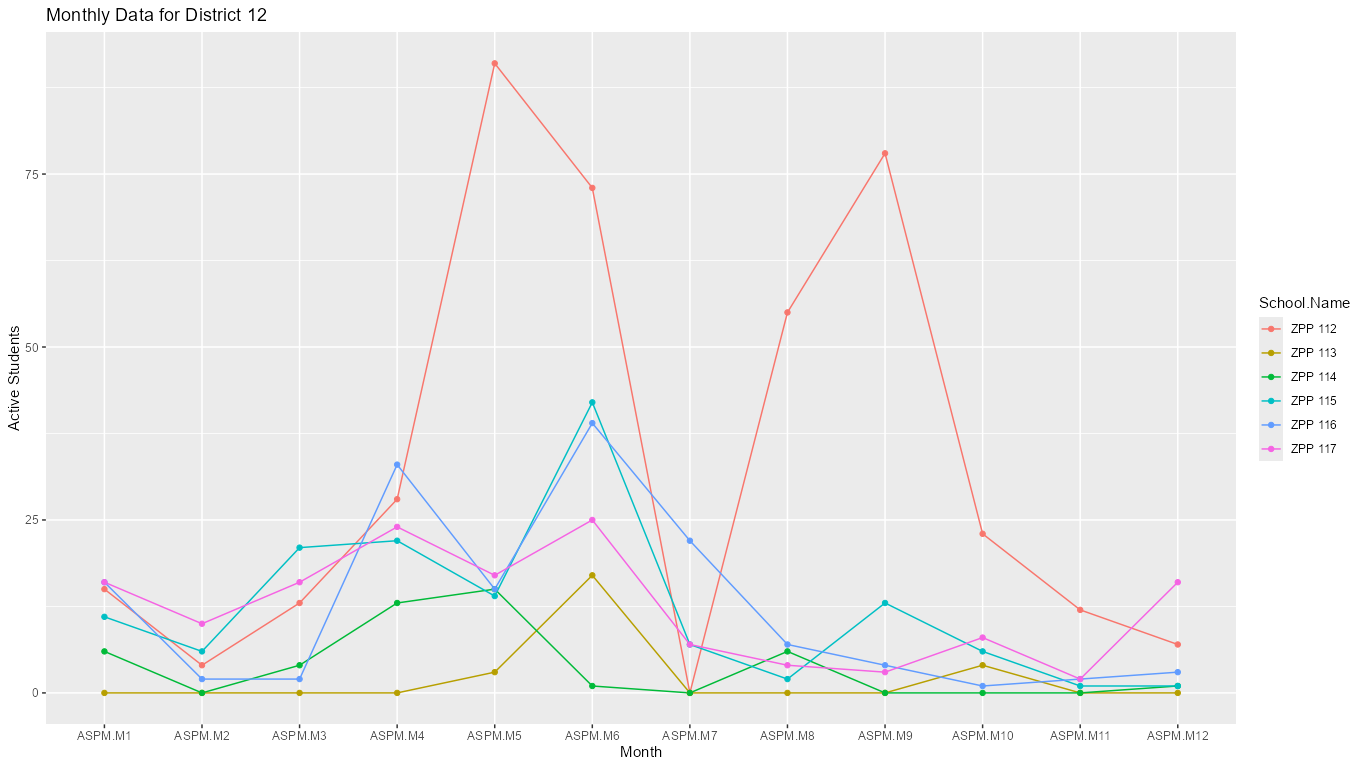 Monthly Data for District 12
75
50
25
0
Active Students
ASPM.M1 ASPM.M2 ASPM.M3 ASPM.M4 ASPM.M5 ASPM.M6 ASPM.M7 ASPM.M8 ASPM.M9 ASPM.M10 ASPM.M11 ASPM.M12
Month
School.Name
ZPP 112
ZPP 113
ZPP 114
ZPP 115
ZPP 116
ZPP 117